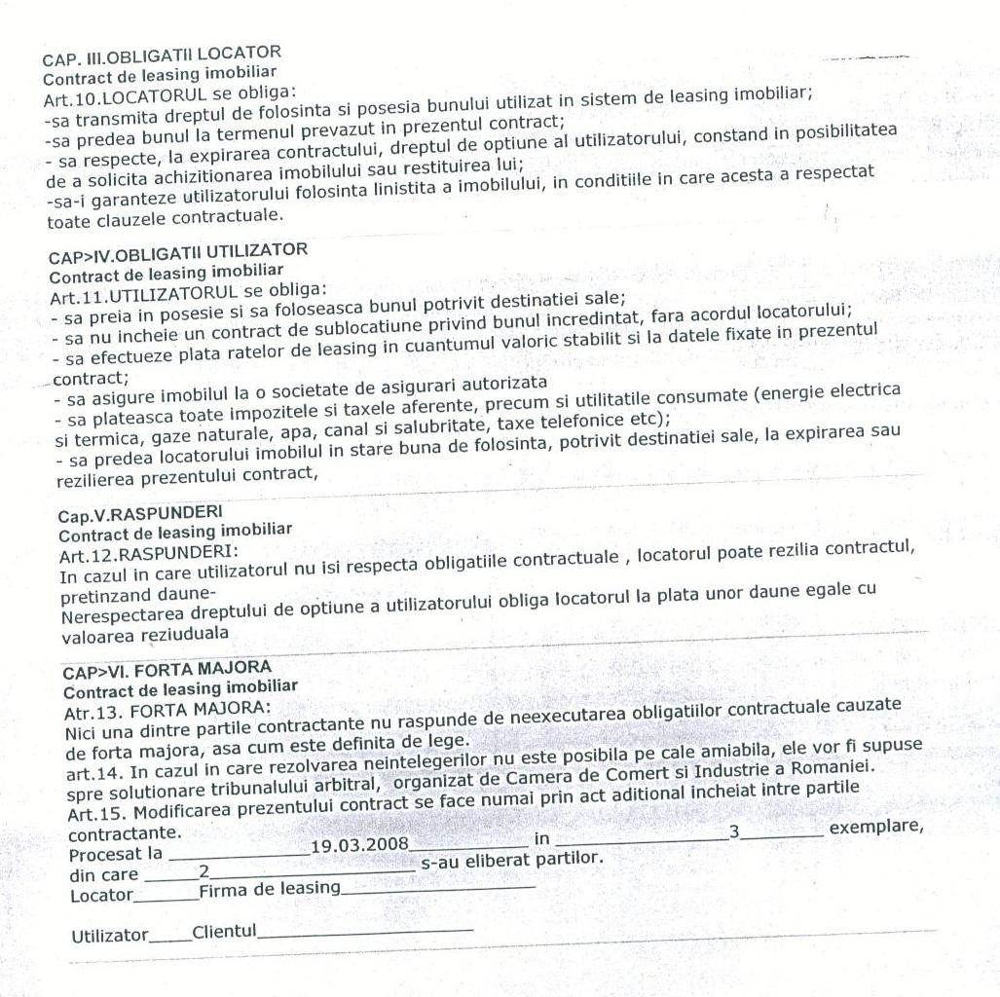 CAP. III.OBLIGATII LOCATOR
Contract de leasing imobiliar
Art.10.LOCATORUL se obliga:
-sa transmita dreptul de folosinta si posesia bunului utilizat in sistem de leasing imobiliar;
-sa predea bunul la termenul prevazut in prezentul contract;
- sa respecte, la expirarea contractului, dreptul de optiune al utilizatorului, constand in posibilitatea
de a solicita achizitionarea imobilului sau restituirea lui;
-sa-i garanteze utilizatorului folosinta linistita a imobilului, in conditiile in care acesta a respectat
toate clauzele contractuale.
CAP>IV.OBLIGATII UTILIZATOR
Contract de leasing imobiliar
Art.11.UTILIZATORUL se obliga:
- sa preia in posesie si sa foloseasca bunul potrivit destinatiei sale;
- sa nu incheie un contract de sublocatiune privind bunul incredintat, fara acordul locatorului;
- sa efectueze plata ratelor de leasing in cuantumul valoric stabilit si la datele fixate in prezentul
contract;
- sa asigure imobilul la o societate de asigurari autorizata
- sa plateasca toate impozitele si taxele aferente, precum si utilitatile consumate (energie electrica
si termica, gaze naturale, apa, canal si salubritate, taxe telefonice etc);
- sa predea locatorului imobilul in stare buna de folosinta, potrivit destinatiei sale, la expirarea sau
rezilierea prezentului contract,
Cap.V.RASPUNDERI
Contract de leasing imobiliar
Art.12.RASPUNDERI:
In cazul in care utilizatorul nu isi respecta obligatiile contractuale , locatorul poate rezilia contractul,
pretinzand daune-
Nerespectarea dreptului de optiune a utilizatorului obliga locatorul la plata unor daune egale cu
valoarea reziuduala
CAP>VI. FORTA MAJORA
Contract de leasing imobiliar
Atr.13. FORTA MAJORA:
Nici una dintre partile contractante nu raspunde de neexecutarea obligatiilor contractuale cauzate
de forta majora, asa cum este definita de lege.
art.14. In cazul in care rezolvarea neintelegerilor nu este posibila pe cale amiabila, ele vor fi supuse
spre solutionare tribunalului arbitral, organizat de Camera de Comert si Industrie a Romaniei.
Art.15. Modificarea prezentului contract se face numai prin act aditional incheiat intre partile
contractante.
Procesat la ______________19.03.2008____________ in __________________3_________ exemplare,
din care ______2_____________________ s-au eliberat partilor.
Locator_______Firma de leasing____________________
Utilizator_____Clientul______________________